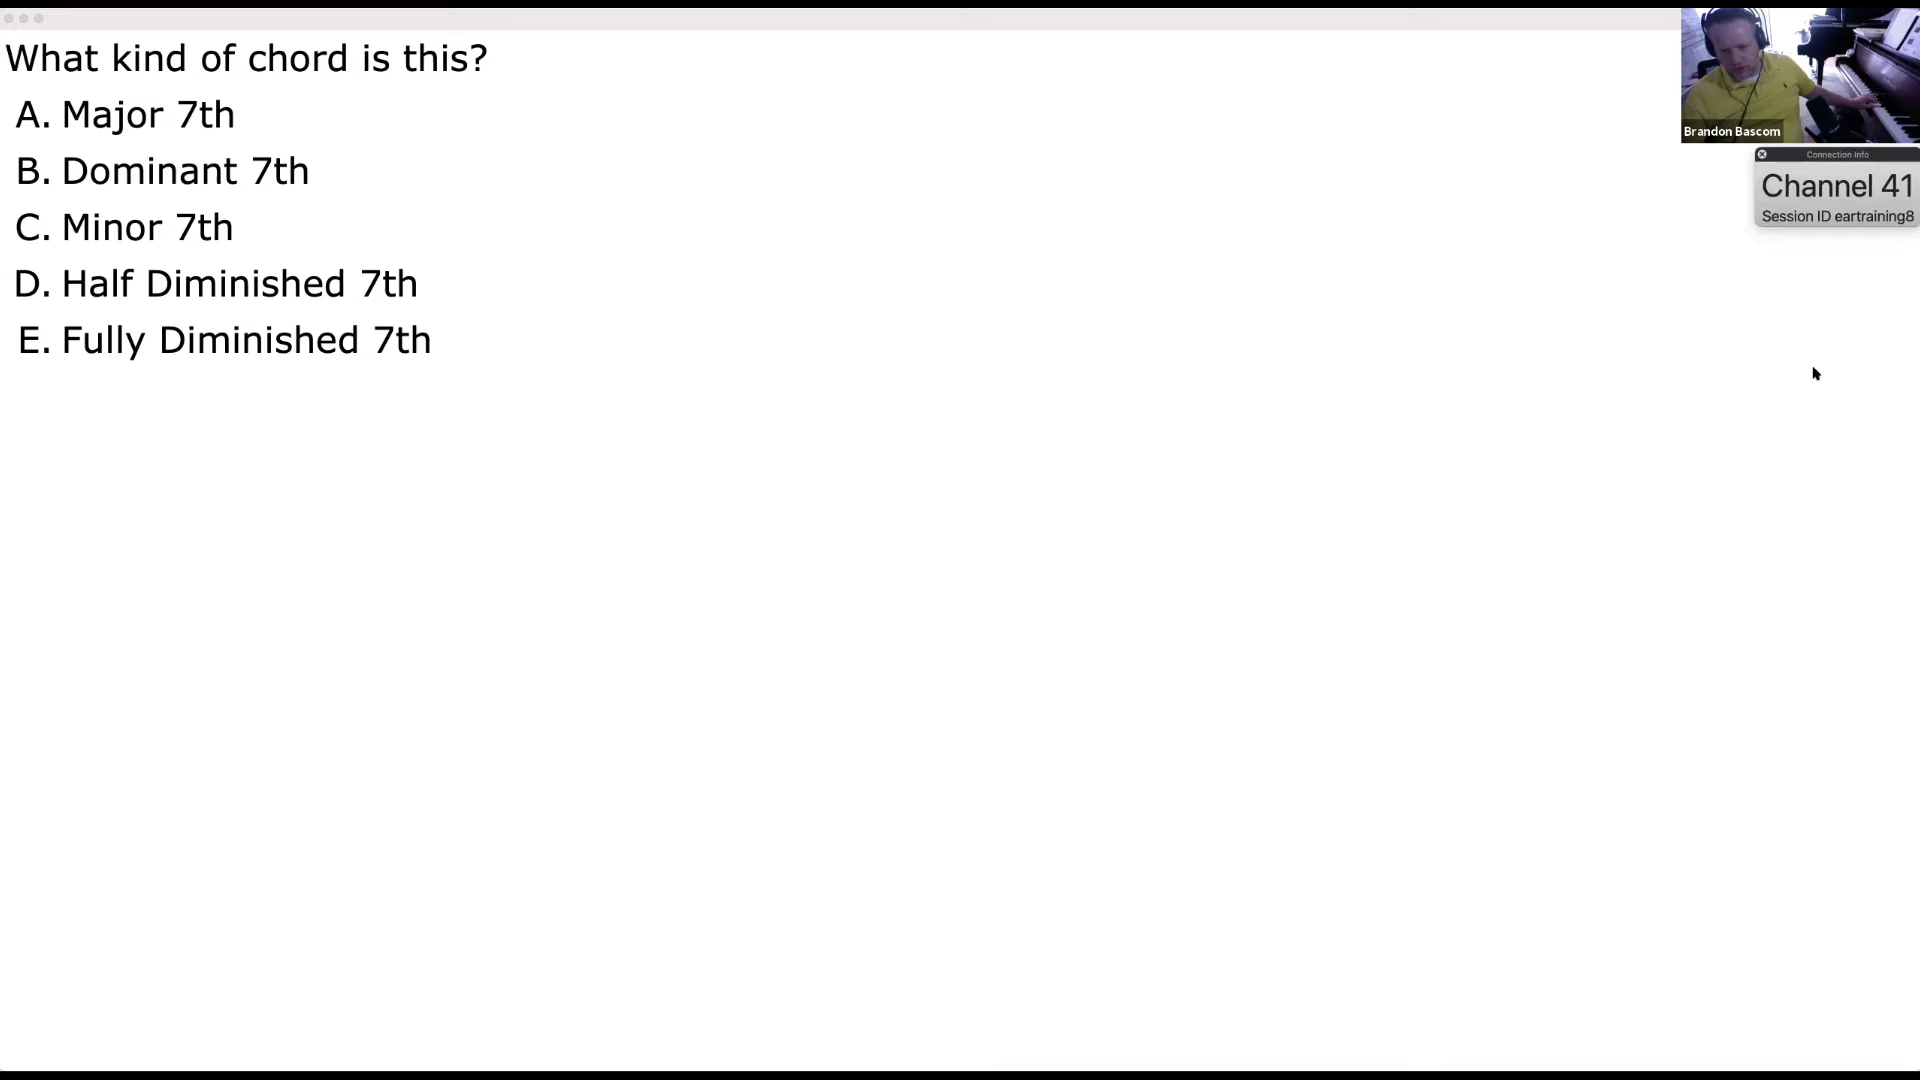 What kind of chord is this?
A. Major 7th
B. Dominant 7th
C. Minor 7th
D. Half Diminished 7th
E. Fully Diminished 7th
Brandon Bascom
Connection Info
Channel 41
Session ID eartraining8